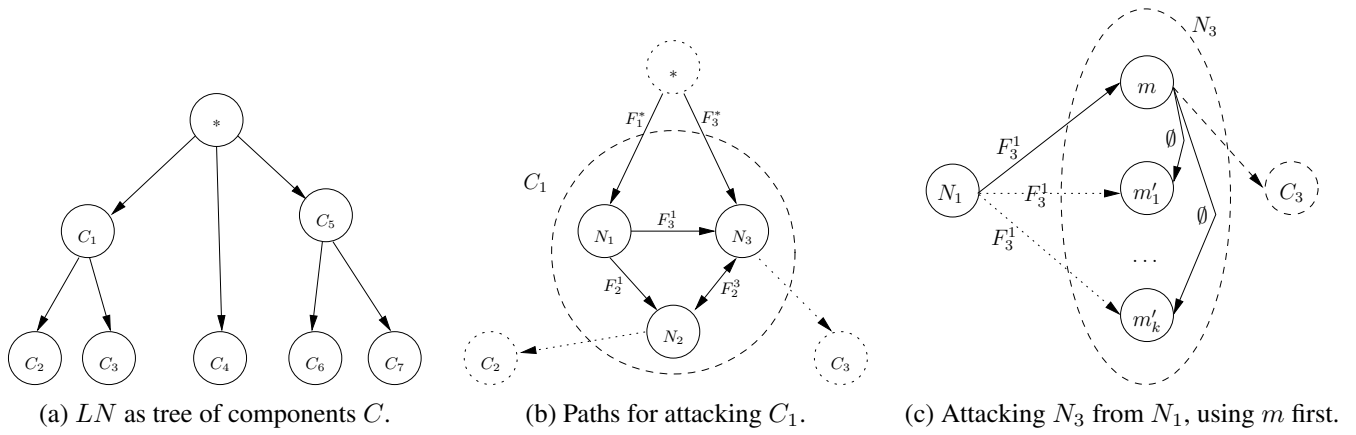 *
C₁
C₅
C₂
C₃
C₄
C₆
C₇
(a) LN as tree of components C.
*
F₁*
F₃*
C₁
N₁
F₃¹
N₃
F₂¹
F₂³
N₂
C₂
C₃
(b) Paths for attacking C₁.
N₃
m
F₃¹
∅
N₁
F₃¹
m′₁
C₃
F₃¹
∅
...
m′ₖ
(c) Attacking N₃ from N₁, using m first.